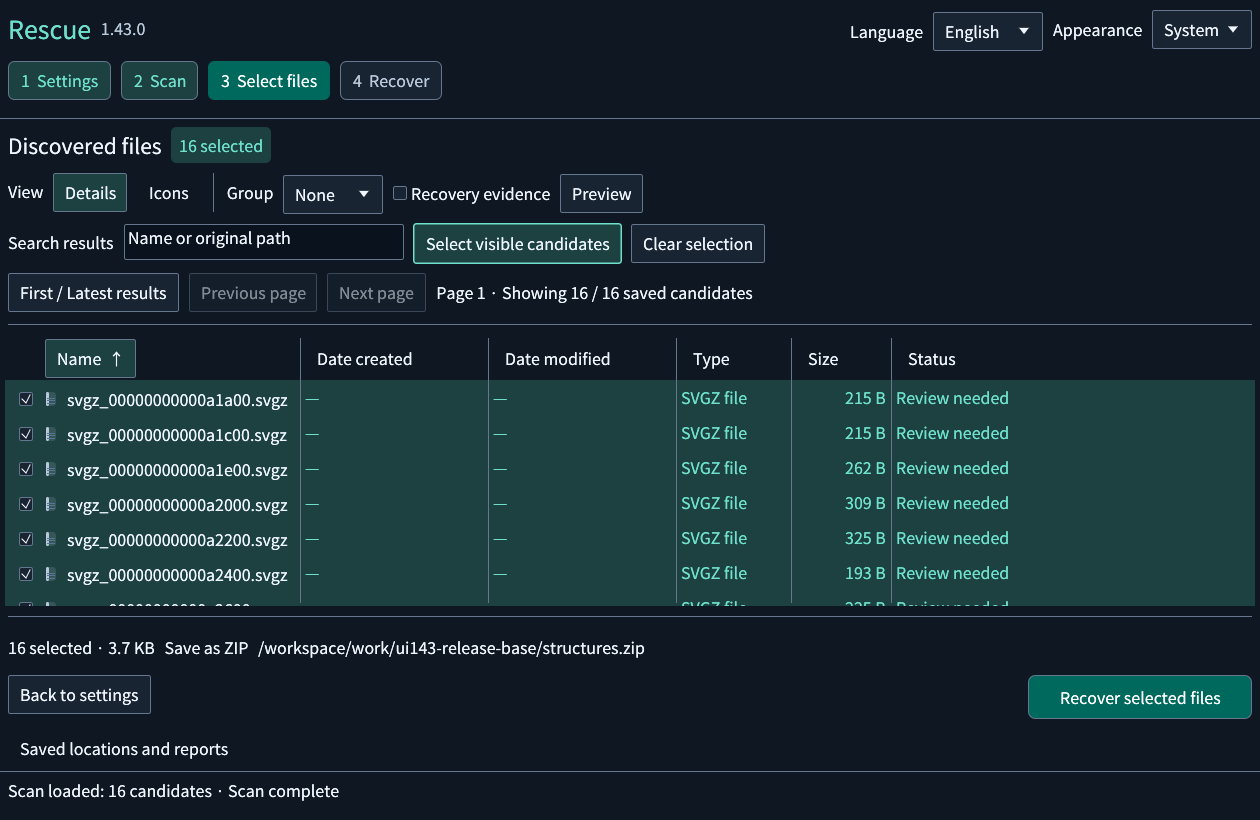 Rescue 1.43.0
Language English Appearance System
1 Settings 2 Scan 3 Select files 4 Recover
Discovered files 16 selected
View Details Icons Group None Recovery evidence Preview
Search results Name or original path Select visible candidates Clear selection
First / Latest results Previous page Next page Page 1 · Showing 16 / 16 saved candidates
Name ↑ Date created Date modified Type Size Status
svgz_00000000000a1a00.svgz — — SVGZ file 215 B Review needed
svgz_00000000000a1c00.svgz — — SVGZ file 215 B Review needed
svgz_00000000000a1e00.svgz — — SVGZ file 262 B Review needed
svgz_00000000000a2000.svgz — — SVGZ file 309 B Review needed
svgz_00000000000a2200.svgz — — SVGZ file 325 B Review needed
svgz_00000000000a2400.svgz — — SVGZ file 193 B Review needed
SVGZ file Review needed
16 selected · 3.7 KB Save as ZIP /workspace/work/ui143-release-base/structures.zip
Back to settings Recover selected files
Saved locations and reports
Scan loaded: 16 candidates · Scan complete